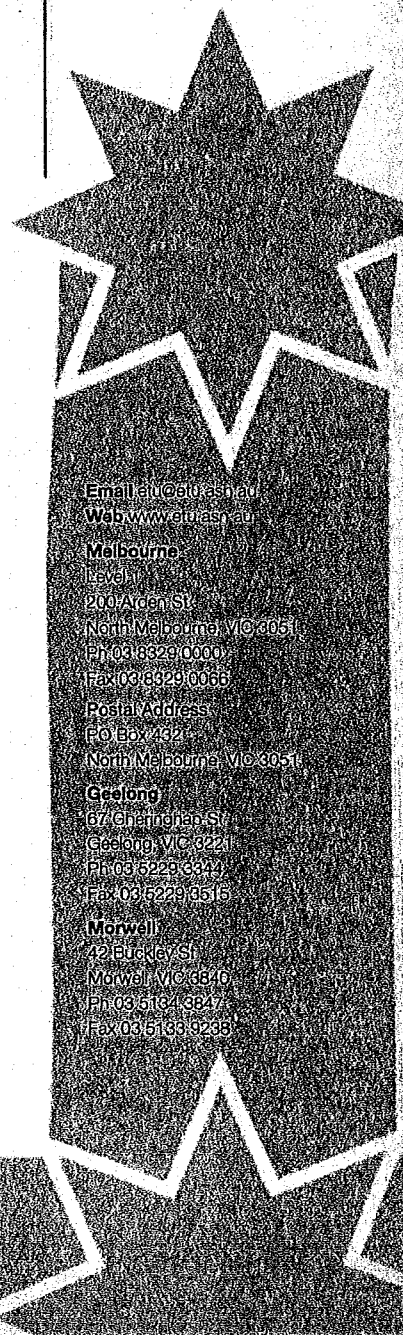 Email etu@etu.asn.au
Web www.etu.asn.au
Melbourne
Level 1
200 Arden St
North Melbourne, VIC 3051
Ph 03 8329 0000
Fax 03 8329 0066
Postal Address
PO Box 432
North Melbourne, VIC 3051
Geelong
67 Gheringhap St
Geelong, VIC 3221
Ph 03 5229 3344
Fax 03 5229 3515
Morwell
42 Buckley St
Morwell, VIC 3840
Ph 03 5134 3847
Fax 03 5133 9238